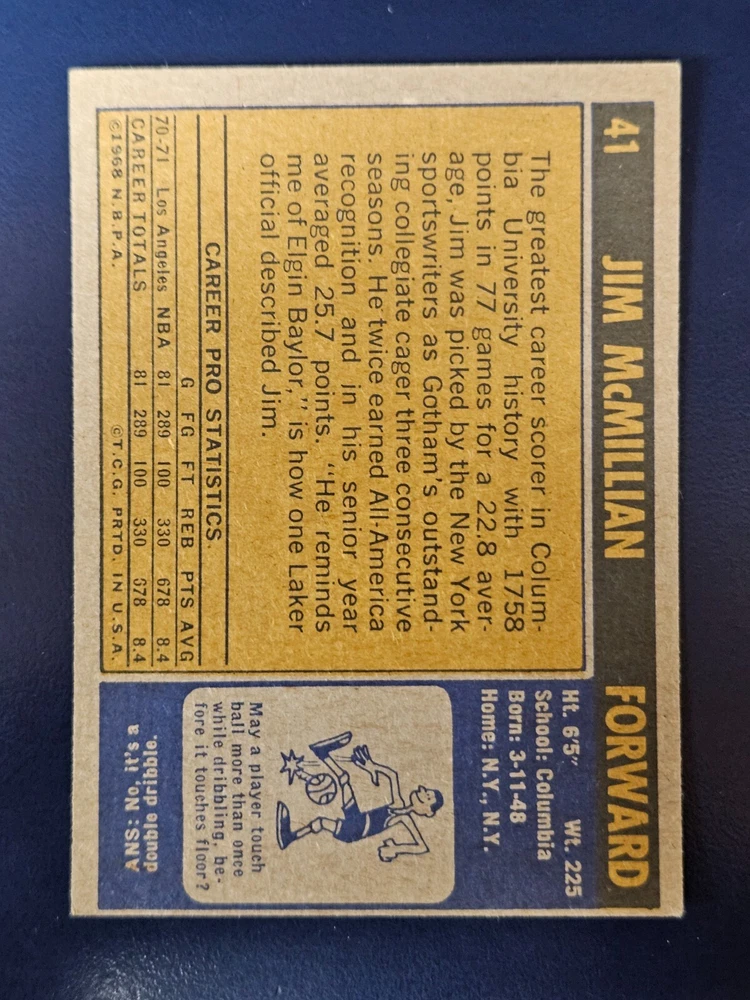 41 JIM McMILLIAN FORWARD
The greatest career scorer in Colum-
bia University history with 1758
points in 77 games for a 22.8 aver-
age, Jim was picked by the New York
sportswriters as Gotham's outstand-
ing collegiate cager three consecutive
seasons. He twice earned All-America
recognition and in his senior year
averaged 25.7 points. "He reminds
me of Elgin Baylor," is how one Laker
official described Jim.
CAREER PRO STATISTICS.
G FG FT REB PTS AVG
70-71 Los Angeles NBA 81 289 100 330 678 8.4
CAREER TOTALS 81 289 100 330 678 8.4
©1968 N.B.P.A. ©T.C.G. PRTD. IN U.S.A.
Ht. 6'5" Wt. 225
School: Columbia
Born: 3-11-48
Home: N.Y., N.Y.
May a player touch
ball more than once
while dribbling, be-
fore it touches floor?
ANS: No, it's a
double dribble.